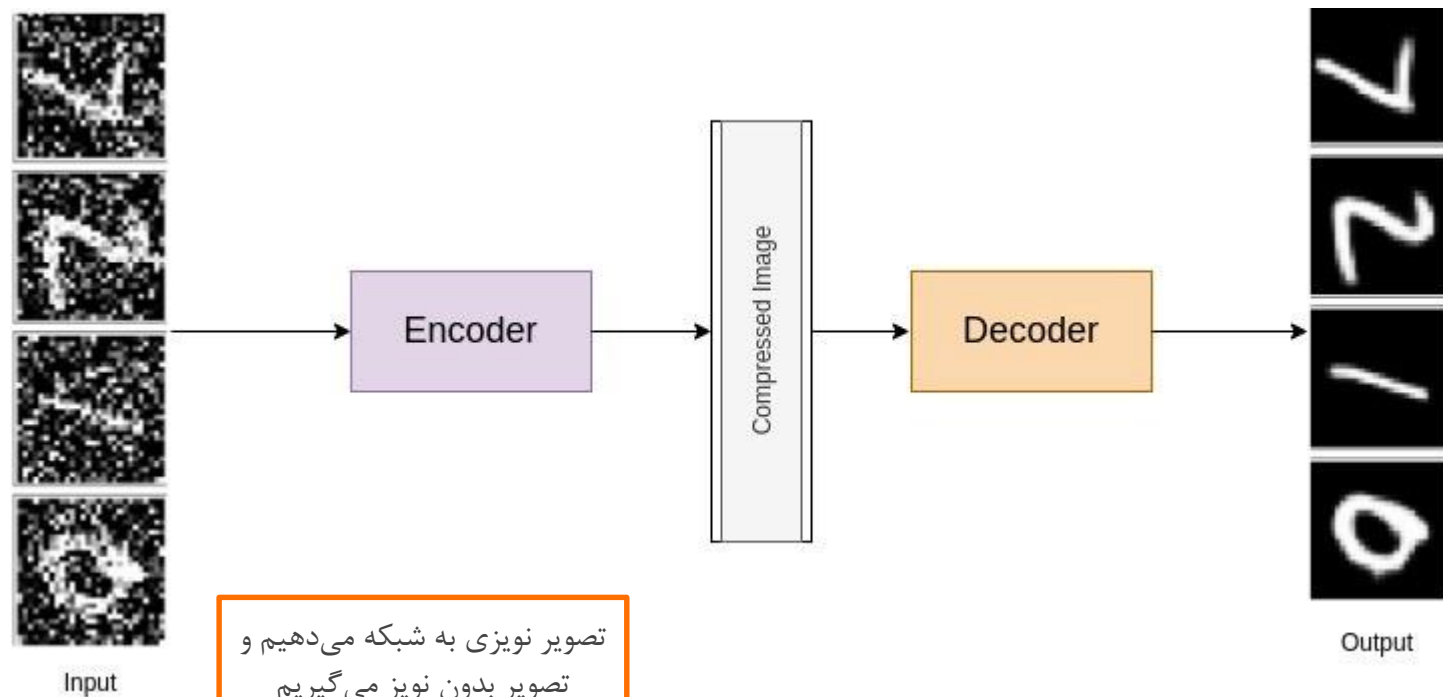 Encoder
Compressed Image
Decoder
تصویر نویزی به شبکه می‌دهیم و
تصویر بدون نویز می‌گیریم
Input
Output